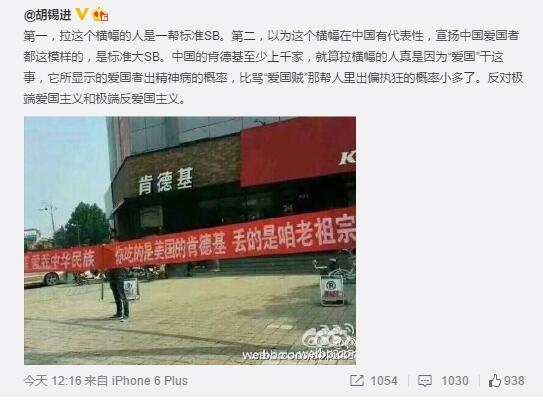 @胡锡进
第一，拉这个横幅的人是一帮标准SB。第二，以为这个横幅在中国有代表性，宣扬中国爱国者
都这模样的，是标准大SB。中国的肯德基至少上千家，就算拉横幅的人真是因为“爱国”干这
事，它所显示的爱国者出精神病的概率，比骂“爱国贼”那帮人里出偏执狂的概率小多了。反对极
端爱国主义和极端反爱国主义。
肯德基
K
24
爱我中华民族 你吃的是美国的肯德基 丢的是咱老祖宗
weibo.com
今天 12:16 来自 iPhone 6 Plus
1054
1030
938